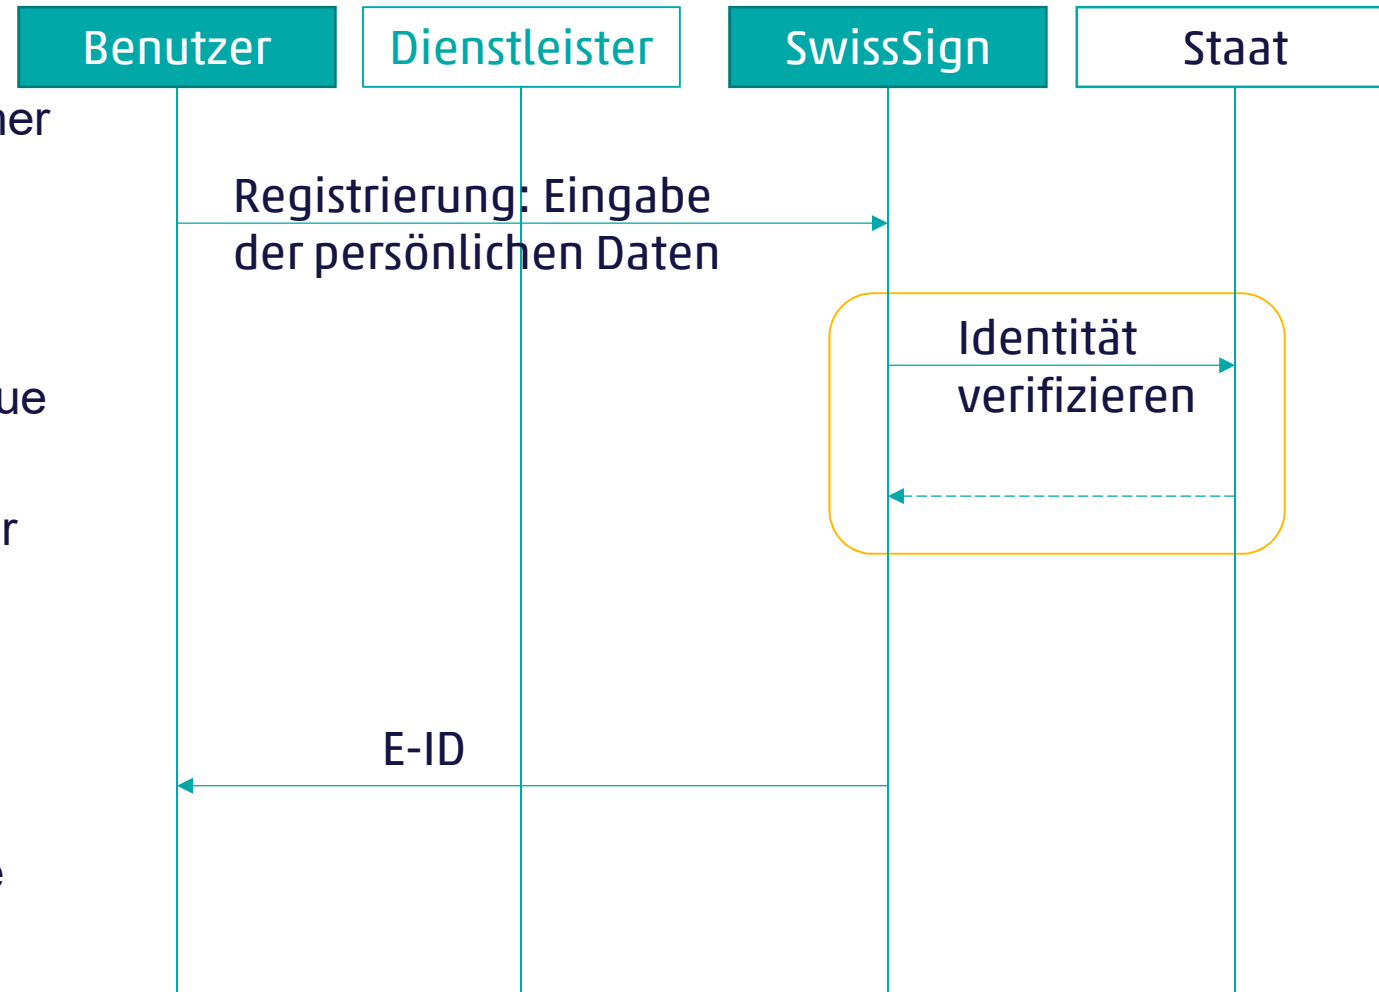 Benutzer
Dienstleister
SwissSign
Staat
Registrierung: Eingabe
der persönlichen Daten
Identität
verifizieren
E-ID